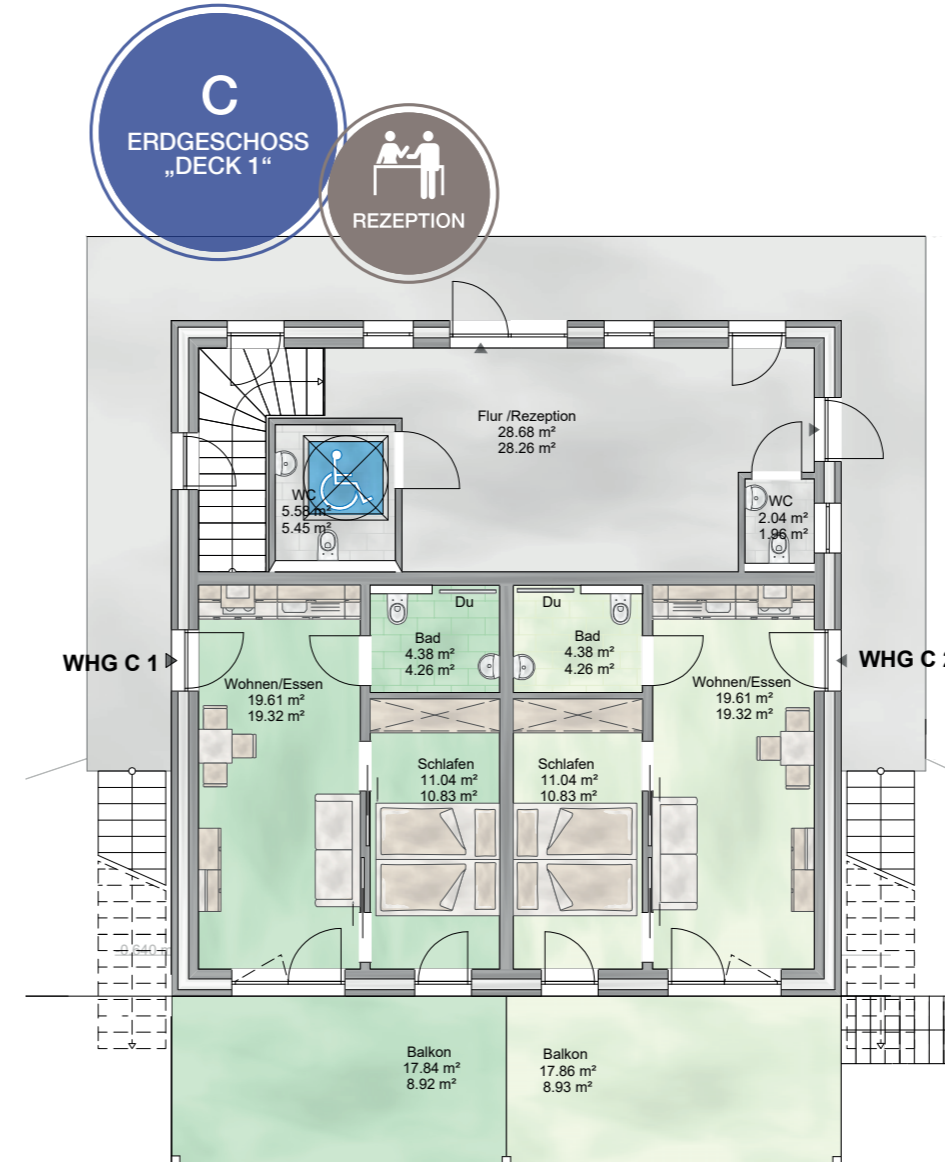 C
ERDGESCHOSS
„DECK 1“
REZEPTION
Flur /Rezeption
28.68 m²
28.26 m²
WC
5.58 m²
5.45 m²
WC
2.04 m²
1.96 m²
Du
Du
Bad
4.38 m²
4.26 m²
Bad
4.38 m²
4.26 m²
WHG C 1
WHG C 2
Wohnen/Essen
19.61 m²
19.32 m²
Wohnen/Essen
19.61 m²
19.32 m²
Schlafen
11.04 m²
10.83 m²
Schlafen
11.04 m²
10.83 m²
0.640 m
Balkon
17.84 m²
8.92 m²
Balkon
17.86 m²
8.93 m²